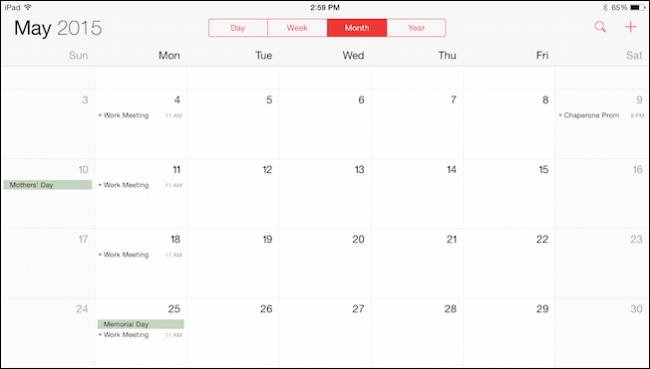 iPad 2:59 PM 65%
May 2015 Day Week Month Year
Sun Mon Tue Wed Thu Fri Sat
3 4 5 6 7 8 9
Work Meeting 11 AM Chaperone Prom 8 PM
10 11 12 13 14 15 16
Mothers' Day Work Meeting 11 AM
17 18 19 20 21 22 23
Work Meeting 11 AM
24 25 26 27 28 29 30
Memorial Day
Work Meeting 11 AM